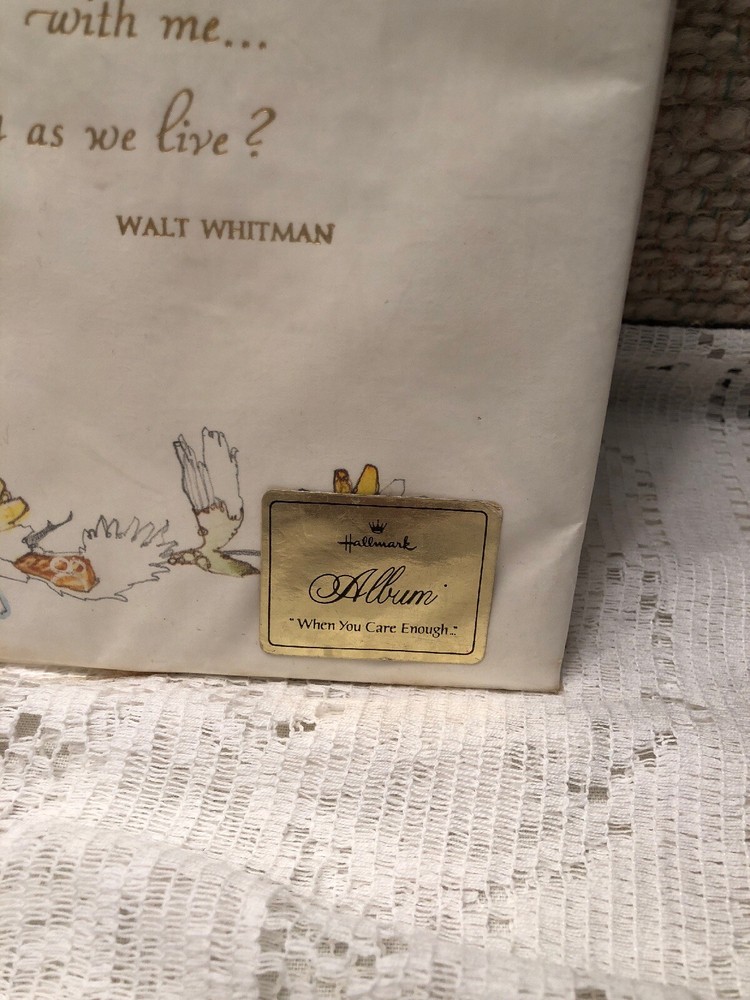 with me...
as we live?
WALT WHITMAN
Hallmark
Album
"When You Care Enough..."